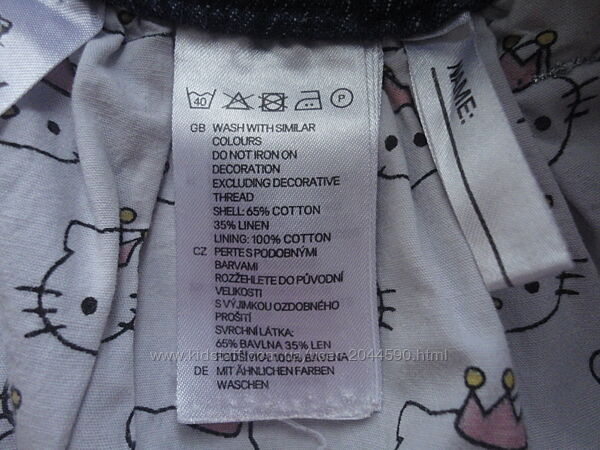 40 P
GB WASH WITH SIMILAR
COLOURS
DO NOT IRON ON
DECORATION
EXCLUDING DECORATIVE
THREAD
SHELL: 65% COTTON
35% LINEN
LINING: 100% COTTON
CZ PERTE S PODOBNÝMI
BARVAMI
ROZŽEHLETE DO PŮVODNÍ
VELIKOSTI
S VÝJIMKOU OZDOBNÉHO
PROŠITÍ
SVRCHNÍ LÁTKA:
65% BAVLNA 35% LEN
100% BAVLNA
DE MIT ÄHNLICHEN FARBEN
WASCHEN
NAME: